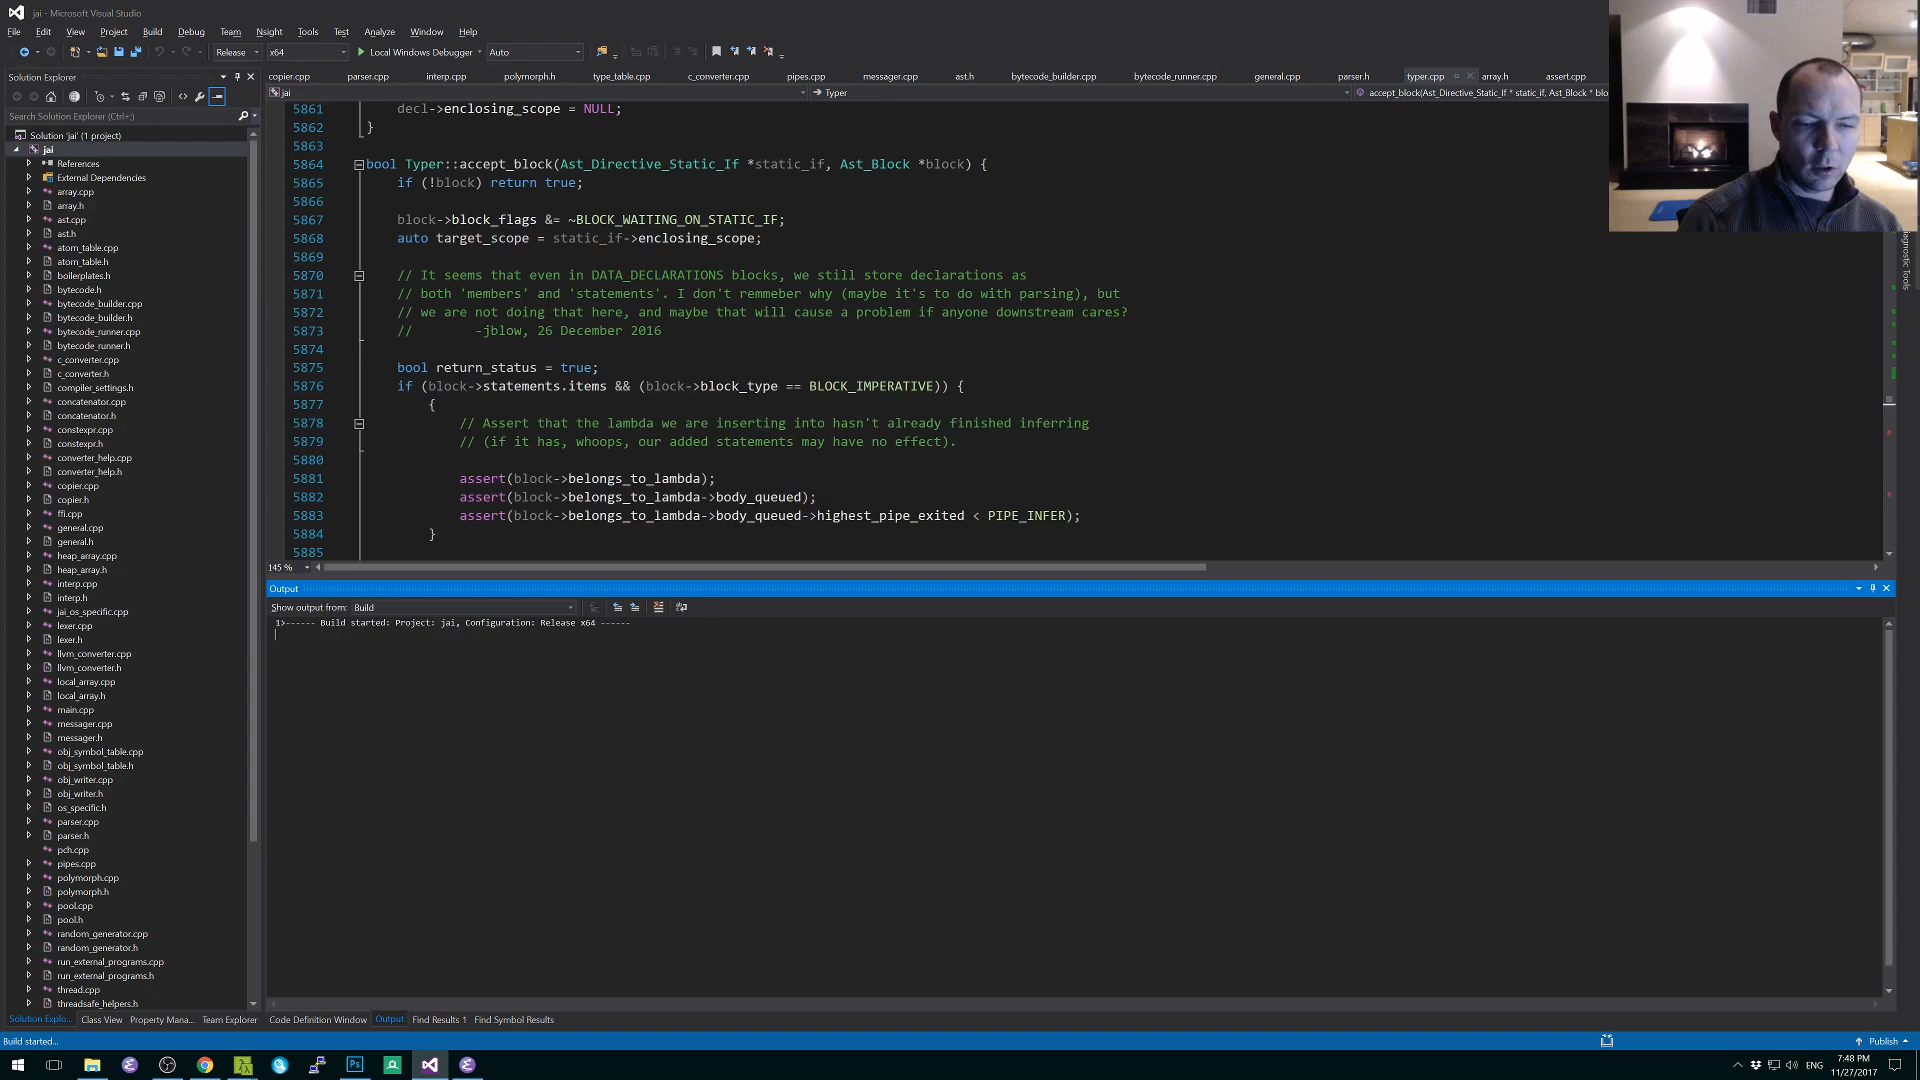 jai - Microsoft Visual Studio
File Edit View Project Build Debug Team Nsight Tools Test Analyze Window Help
Release x64 Local Windows Debugger Auto
Solution Explorer
Search Solution Explorer (Ctrl+;)
Solution 'jai' (1 project)
jai
References
External Dependencies
array.cpp
array.h
ast.cpp
ast.h
atom_table.cpp
atom_table.h
boilerplates.h
bytecode.h
bytecode_builder.cpp
bytecode_builder.h
bytecode_runner.cpp
bytecode_runner.h
c_converter.cpp
c_converter.h
compiler_settings.h
concatenator.cpp
concatenator.h
constexpr.cpp
constexpr.h
converter_help.cpp
converter_help.h
copier.cpp
copier.h
ffi.cpp
general.cpp
general.h
heap_array.cpp
heap_array.h
interp.cpp
interp.h
jai_os_specific.cpp
lexer.cpp
lexer.h
llvm_converter.cpp
llvm_converter.h
local_array.cpp
local_array.h
main.cpp
messager.cpp
messager.h
obj_symbol_table.cpp
obj_symbol_table.h
obj_writer.cpp
obj_writer.h
os_specific.h
parser.cpp
parser.h
pch.cpp
pipes.cpp
polymorph.cpp
polymorph.h
pool.cpp
pool.h
random_generator.cpp
random_generator.h
run_external_programs.cpp
run_external_programs.h
thread.cpp
threadsafe_helpers.h
Solution Explo... Class View Property Mana... Team Explorer
copier.cpp parser.cpp interp.cpp polymorph.h type_table.cpp c_converter.cpp pipes.cpp messager.cpp ast.h bytecode_builder.cpp bytecode_runner.cpp general.cpp parser.h typer.cpp array.h assert.cpp
jai Typer accept_block(Ast_Directive_Static_If * static_if, Ast_Block * blo
5861 decl->enclosing_scope = NULL;
5862 }
5863
5864 bool Typer::accept_block(Ast_Directive_Static_If *static_if, Ast_Block *block) {
5865 if (!block) return true;
5866
5867 block->block_flags &= ~BLOCK_WAITING_ON_STATIC_IF;
5868 auto target_scope = static_if->enclosing_scope;
5869
5870 // It seems that even in DATA_DECLARATIONS blocks, we still store declarations as
5871 // both 'members' and 'statements'. I don't remmeber why (maybe it's to do with parsing), but
5872 // we are not doing that here, and maybe that will cause a problem if anyone downstream cares?
5873 // -jblow, 26 December 2016
5874
5875 bool return_status = true;
5876 if (block->statements.items && (block->block_type == BLOCK_IMPERATIVE)) {
5877 {
5878 // Assert that the lambda we are inserting into hasn't already finished inferring
5879 // (if it has, whoops, our added statements may have no effect).
5880
5881 assert(block->belongs_to_lambda);
5882 assert(block->belongs_to_lambda->body_queued);
5883 assert(block->belongs_to_lambda->body_queued->highest_pipe_exited < PIPE_INFER);
5884 }
5885
145 %
Diagnostic Tools
Output
Show output from: Build
1>------ Build started: Project: jai, Configuration: Release x64 ------
Code Definition Window Output Find Results 1 Find Symbol Results
Build started... Publish
Ps ENG 7:48 PM
11/27/2017